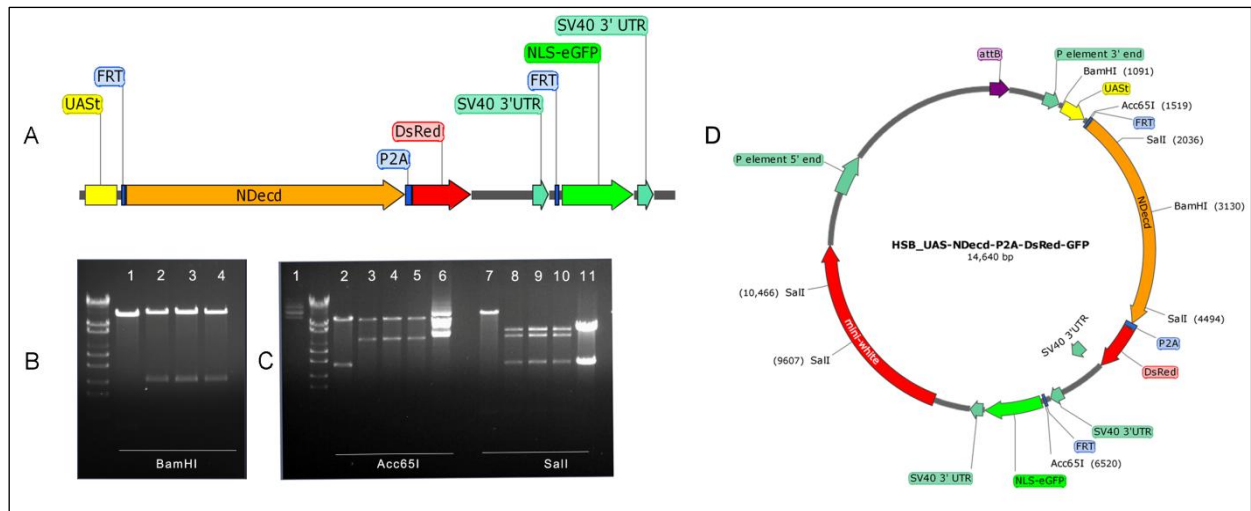 SV40 3' UTR
NLS-eGFP
FRT
FRT
UASt
SV40 3'UTR
DsRed
P2A
A
NDecd
B
1 2 3 4
BamHI
C
1 2 3 4 5 6 7 8 9 10 11
Acc65I
SalI
D
attB
P element 3' end
BamHI (1091)
UASt
Acc65I (1519)
FRT
SalI (2036)
P element 5' end
NDecd
BamHI (3130)
HSB_UAS-NDecd-P2A-DsRed-GFP
14,640 bp
(10,466) SalI
SalI (4494)
P2A
SV40 3'UTR
DsRed
(9607) SalI
mini-white
SV40 3'UTR
FRT
Acc65I (6520)
SV40 3' UTR
NLS-eGFP